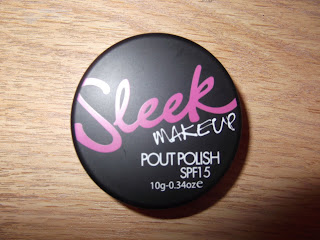 Sleek
MAKEUP
POUT POLISH
SPF15
10g-0.34oz℮